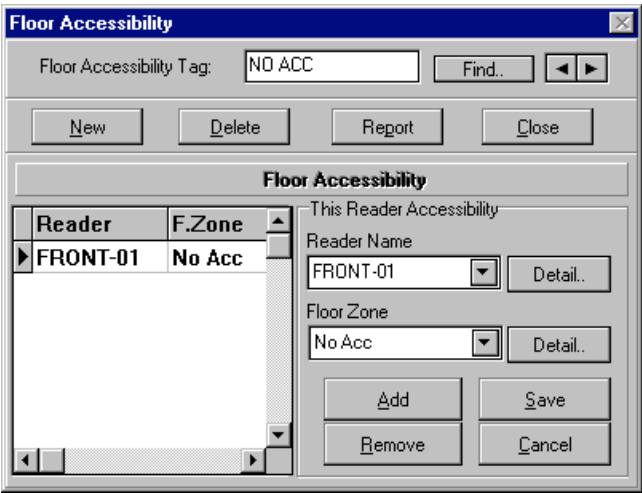 Floor Accessibility
Floor Accessibility Tag: NO ACC Find..
New Delete Report Close
Floor Accessibility
Reader F.Zone
FRONT-01 No Acc
This Reader Accessibility
Reader Name
FRONT-01 Detail..
Floor Zone
No Acc Detail..
Add Save
Remove Cancel